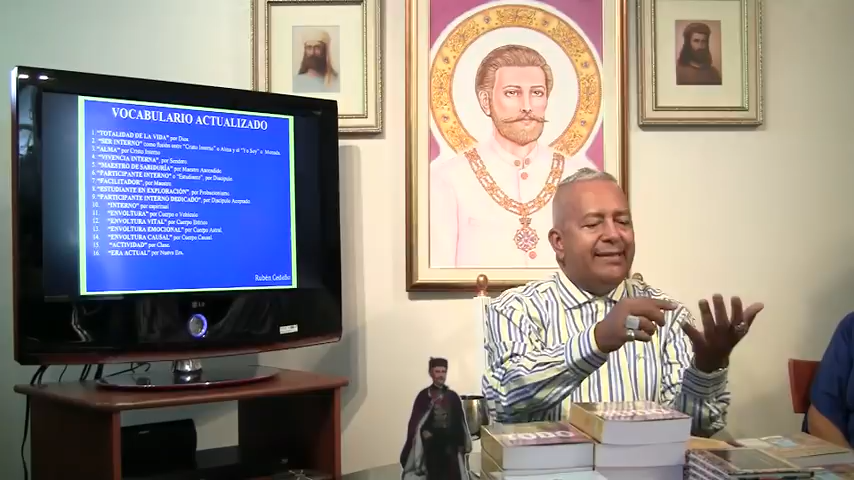 VOCABULARIO ACTUALIZADO
1. "TOTALIDAD DE LA VIDA" por Dios
2. "SER INTERNO" como fusión entre "Cristo Interno" o Alma y el "Yo Soy" o Mónada.
3. "ALMA" por Cristo Interno
4. "VIVENCIA INTERNA", por Sendero
5. "MAESTRO DE SABIDURÍA" por Maestro Ascendido
6. "PARTICIPANTE INTERNO" o "Estudiante", por Discípulo
7. "FACILITADOR", por Maestro
8. "ESTUDIANTE EN EXPLORACIÓN", por Probacionista.
9. "PARTICIPANTE INTERNO DEDICADO", por Discípulo Aceptado
10. "INTERNO" por espiritual
11. "ENVOLTURA" por Cuerpo o Vehículo
12. "ENVOLTURA VITAL" por Cuerpo Etérico
13. "ENVOLTURA EMOCIONAL" por Cuerpo Astral
14. "ENVOLTURA CAUSAL" por Cuerpo Causal
15. "ACTIVIDAD" por Clase.
16. "ERA ACTUAL" por Nueva Era.
Rubén Cedeño
LG
TODO
TODO